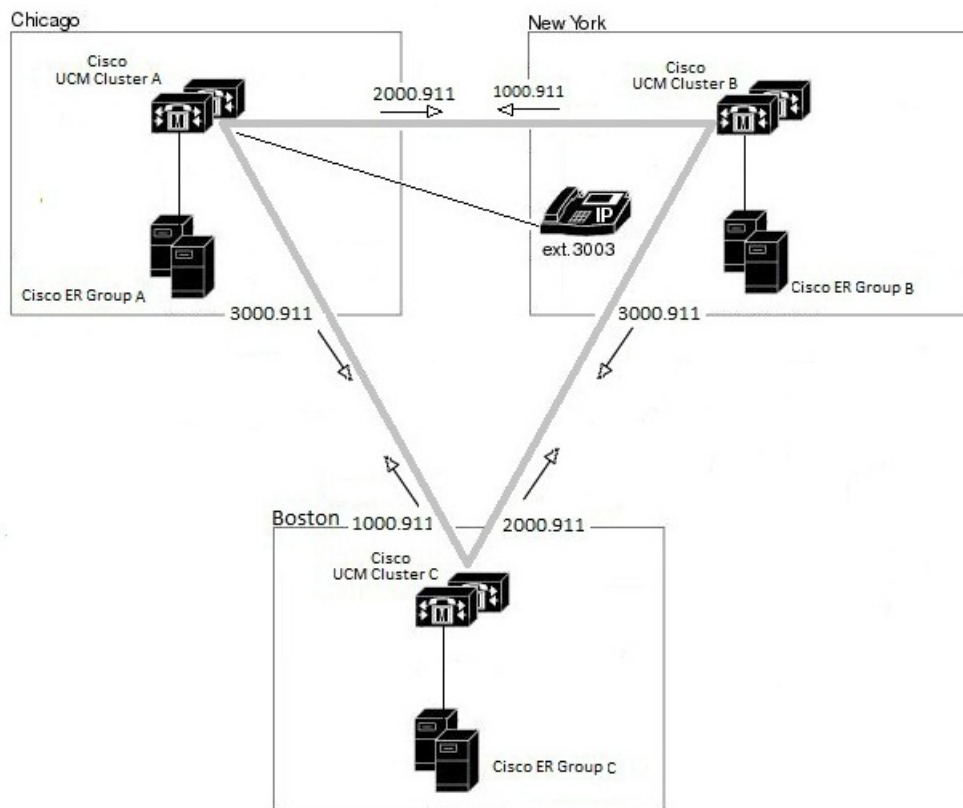 Chicago
New York
Cisco
UCM Cluster A
Cisco
UCM Cluster B
2000.911
1000.911
M
M
IP
ext.3003
Cisco ER Group A
Cisco ER Group B
3000.911
3000.911
Boston
1000.911
2000.911
Cisco
UCM Cluster C
M
Cisco ER Group C